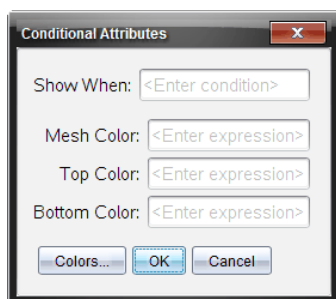 Conditional Attributes
Show When: <Enter condition>
Mesh Color: <Enter expression>
Top Color: <Enter expression>
Bottom Color: <Enter expression>
Colors... OK Cancel